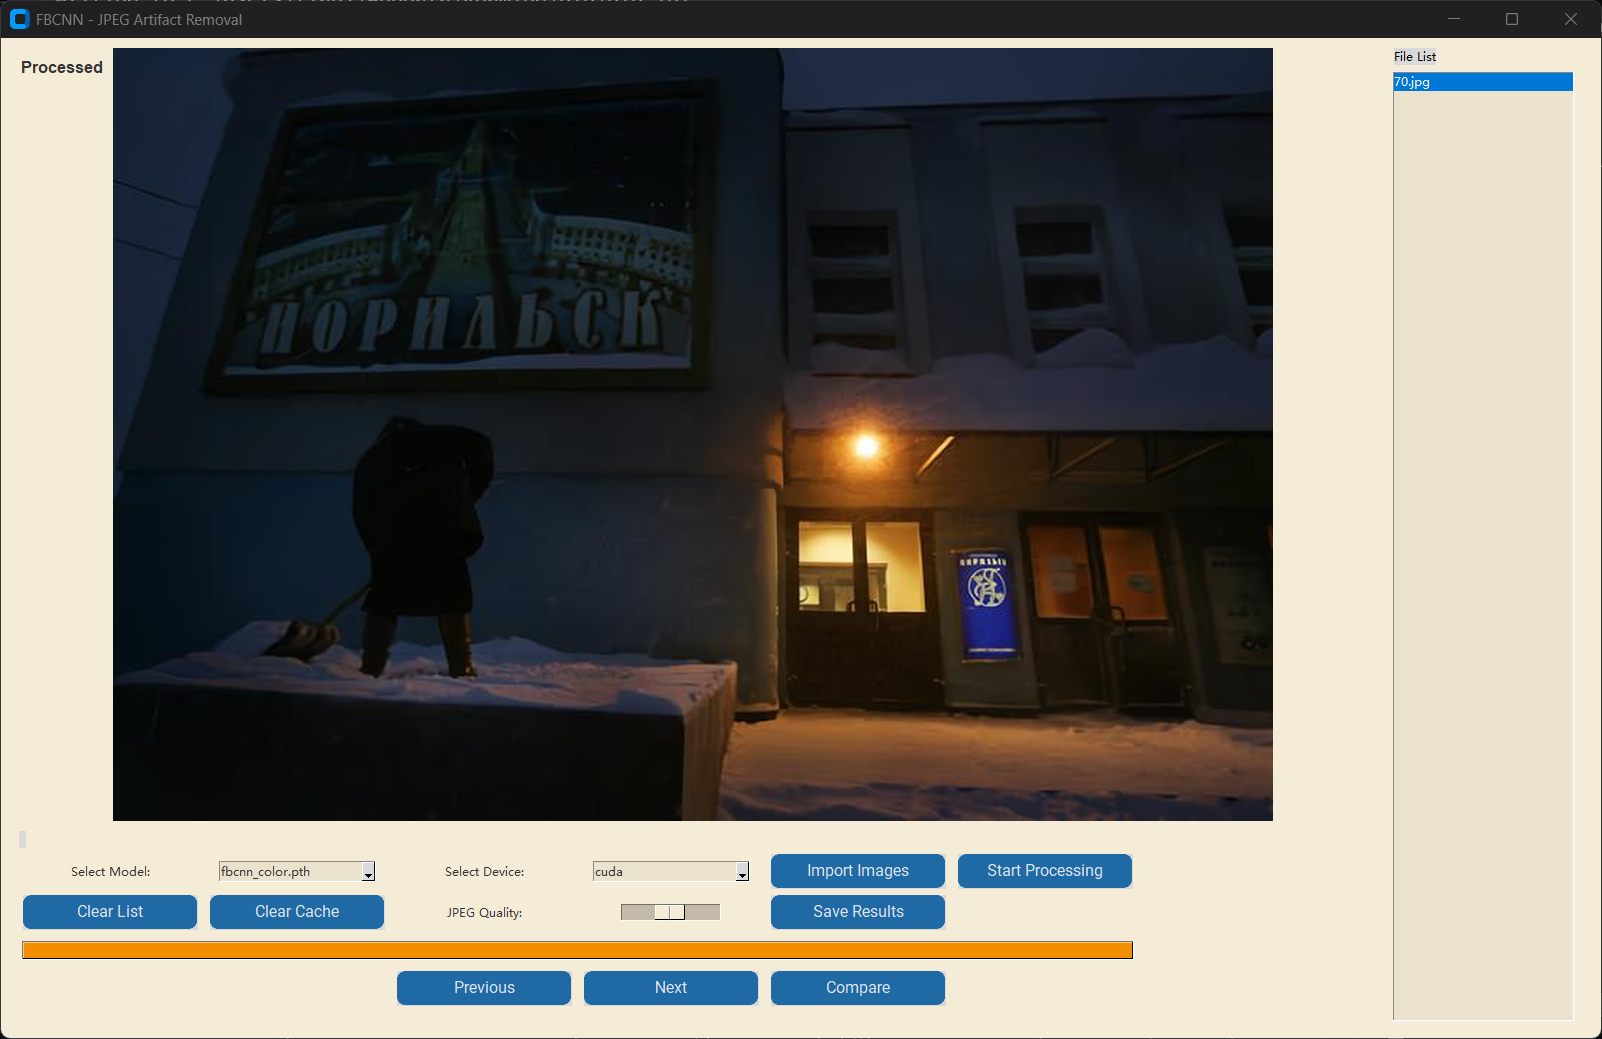 FBCNN - JPEG Artifact Removal
Processed
File List
70.jpg
НОРИЛЬСК
Select Model:
fbcnn_color.pth
Select Device:
cuda
Import Images
Start Processing
Clear List
Clear Cache
JPEG Quality:
Save Results
Previous
Next
Compare